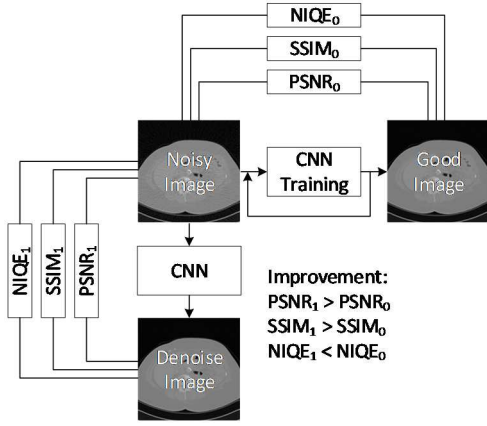 NIQE₀
SSIM₀
PSNR₀
Noisy
Image
CNN
Training
Good
Image
NIQE₁
SSIM₁
PSNR₁
CNN
Improvement:
PSNR₁ > PSNR₀
SSIM₁ > SSIM₀
NIQE₁ < NIQE₀
Denoise
Image